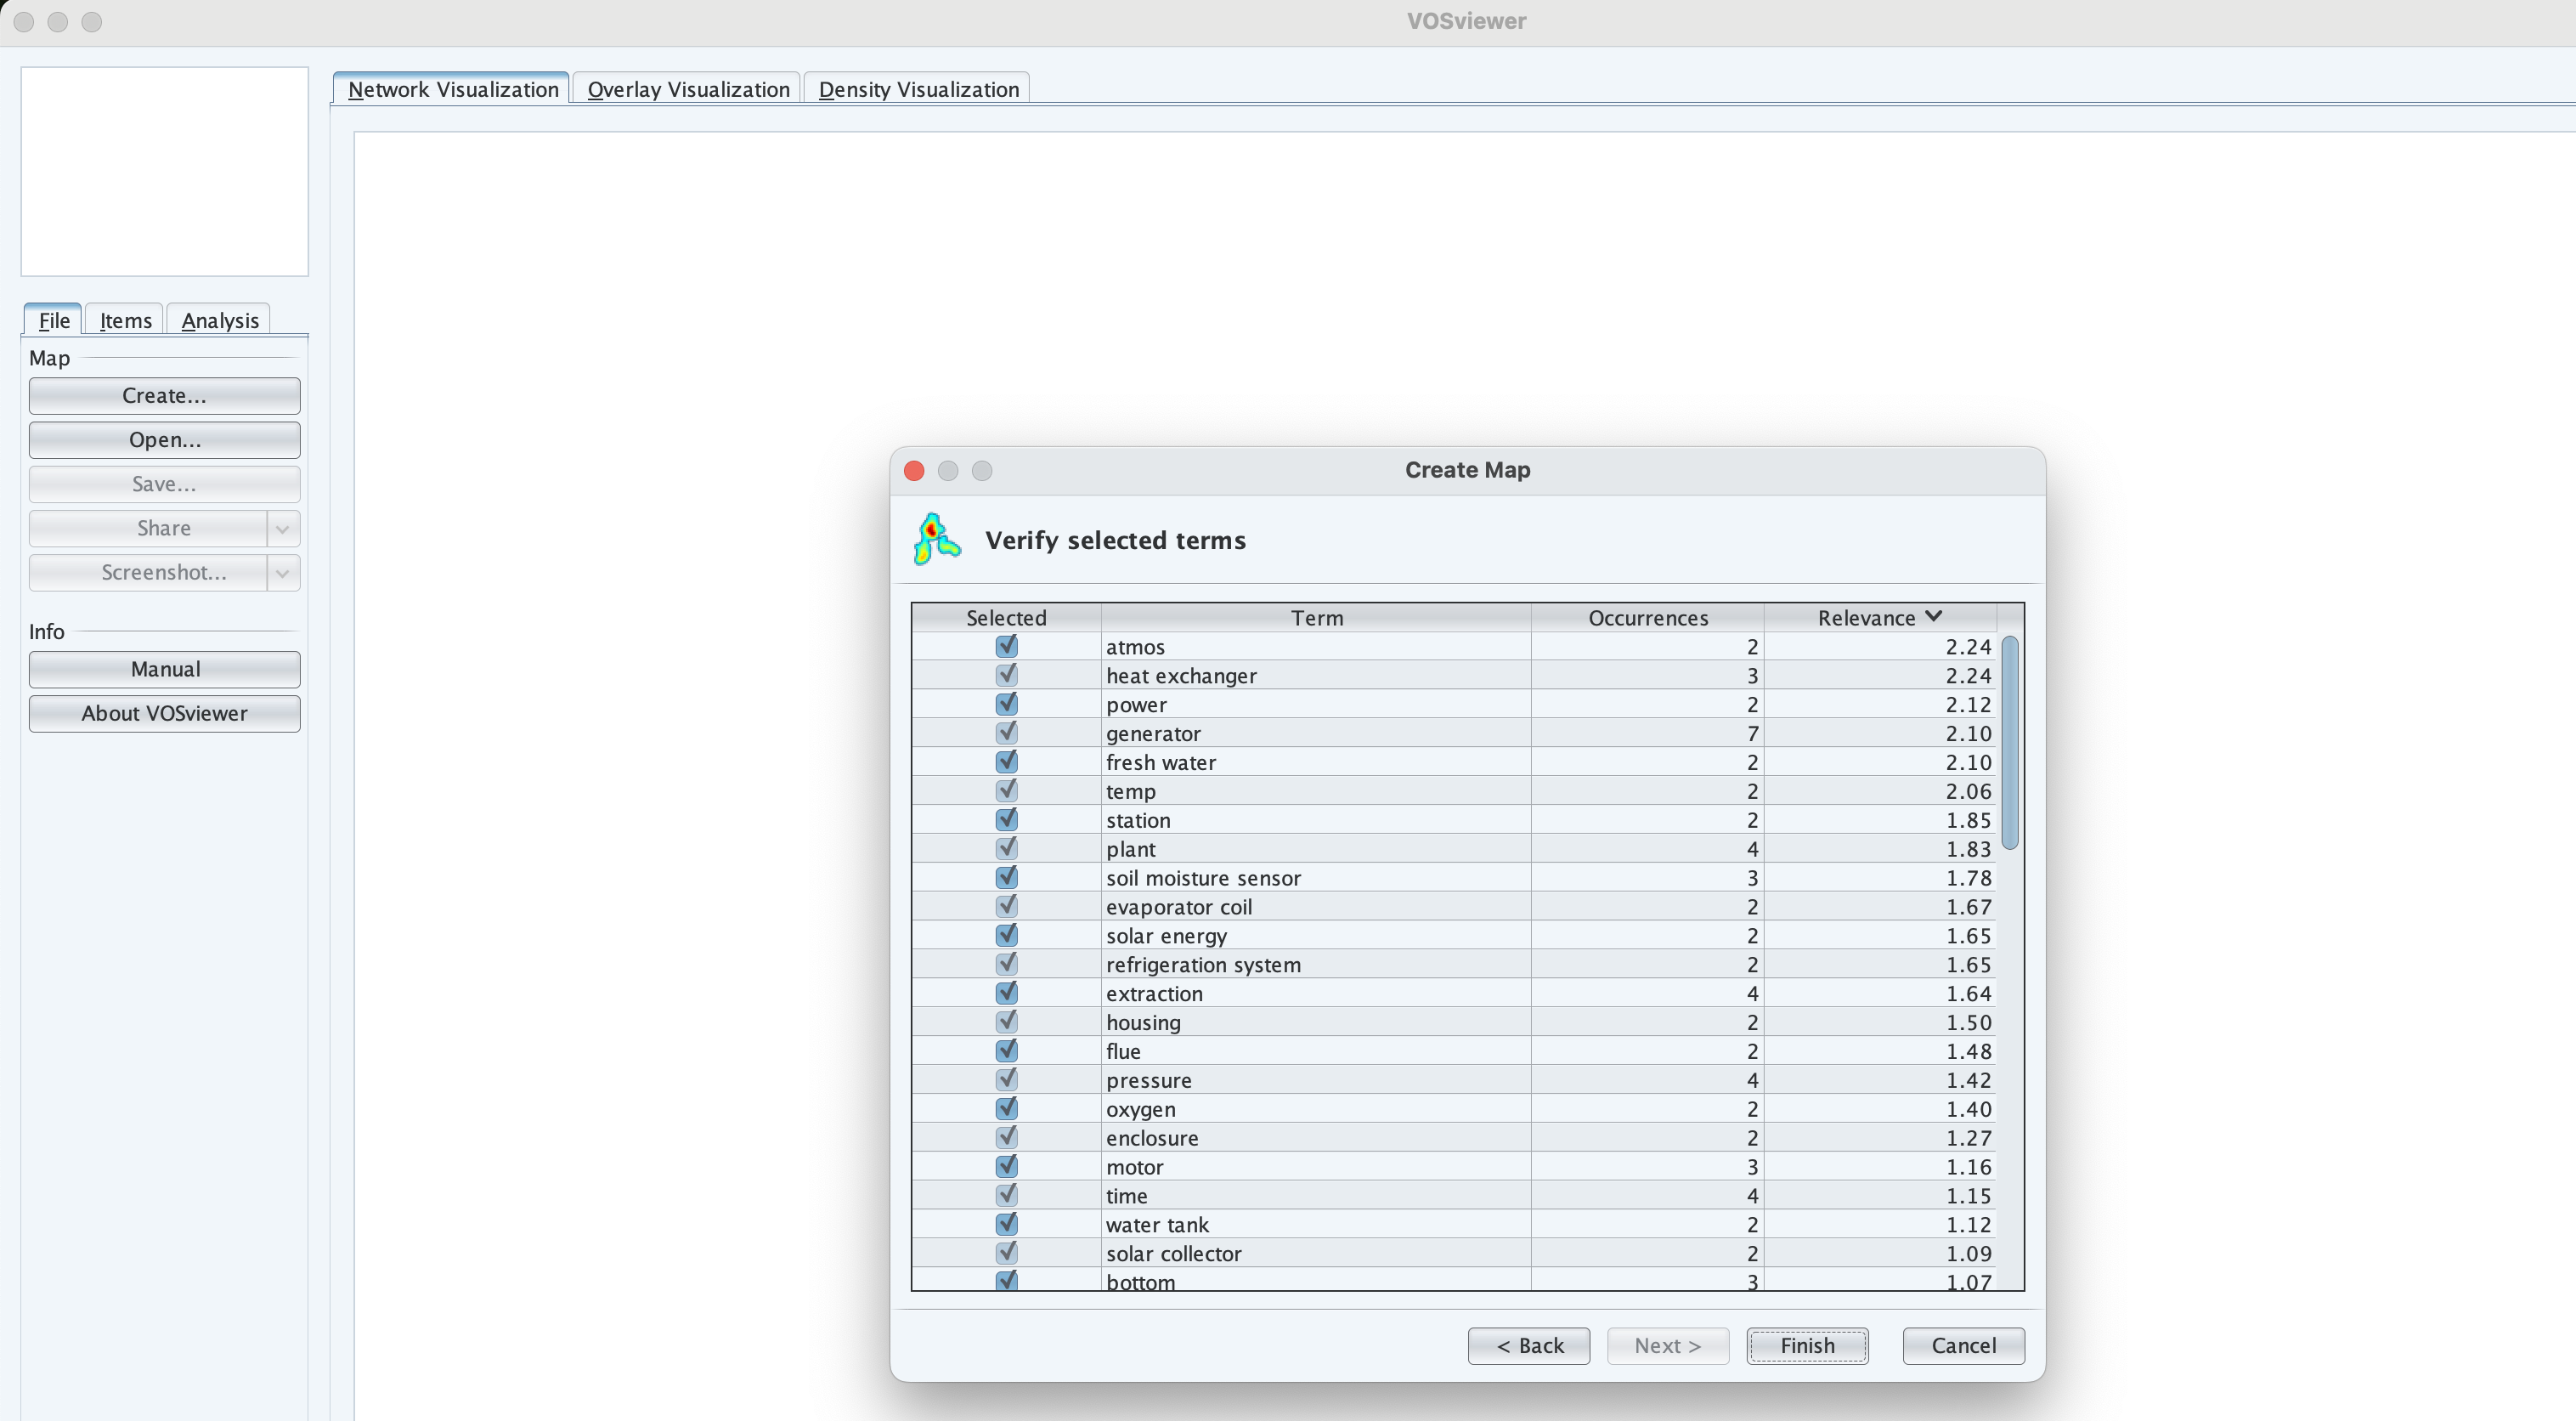 VOSviewer
Network Visualization Overlay Visualization Density Visualization
File Items Analysis
Map
Create...
Open...
Save...
Share
Screenshot...
Info
Manual
About VOSviewer
Create Map
Verify selected terms
Selected Term Occurrences Relevance
atmos 2 2.24
heat exchanger 3 2.24
power 2 2.12
generator 7 2.10
fresh water 2 2.10
temp 2 2.06
station 2 1.85
plant 4 1.83
soil moisture sensor 3 1.78
evaporator coil 2 1.67
solar energy 2 1.65
refrigeration system 2 1.65
extraction 4 1.64
housing 2 1.50
flue 2 1.48
pressure 4 1.42
oxygen 2 1.40
enclosure 2 1.27
motor 3 1.16
time 4 1.15
water tank 2 1.12
solar collector 2 1.09
bottom 3 1.07
< Back Next > Finish Cancel